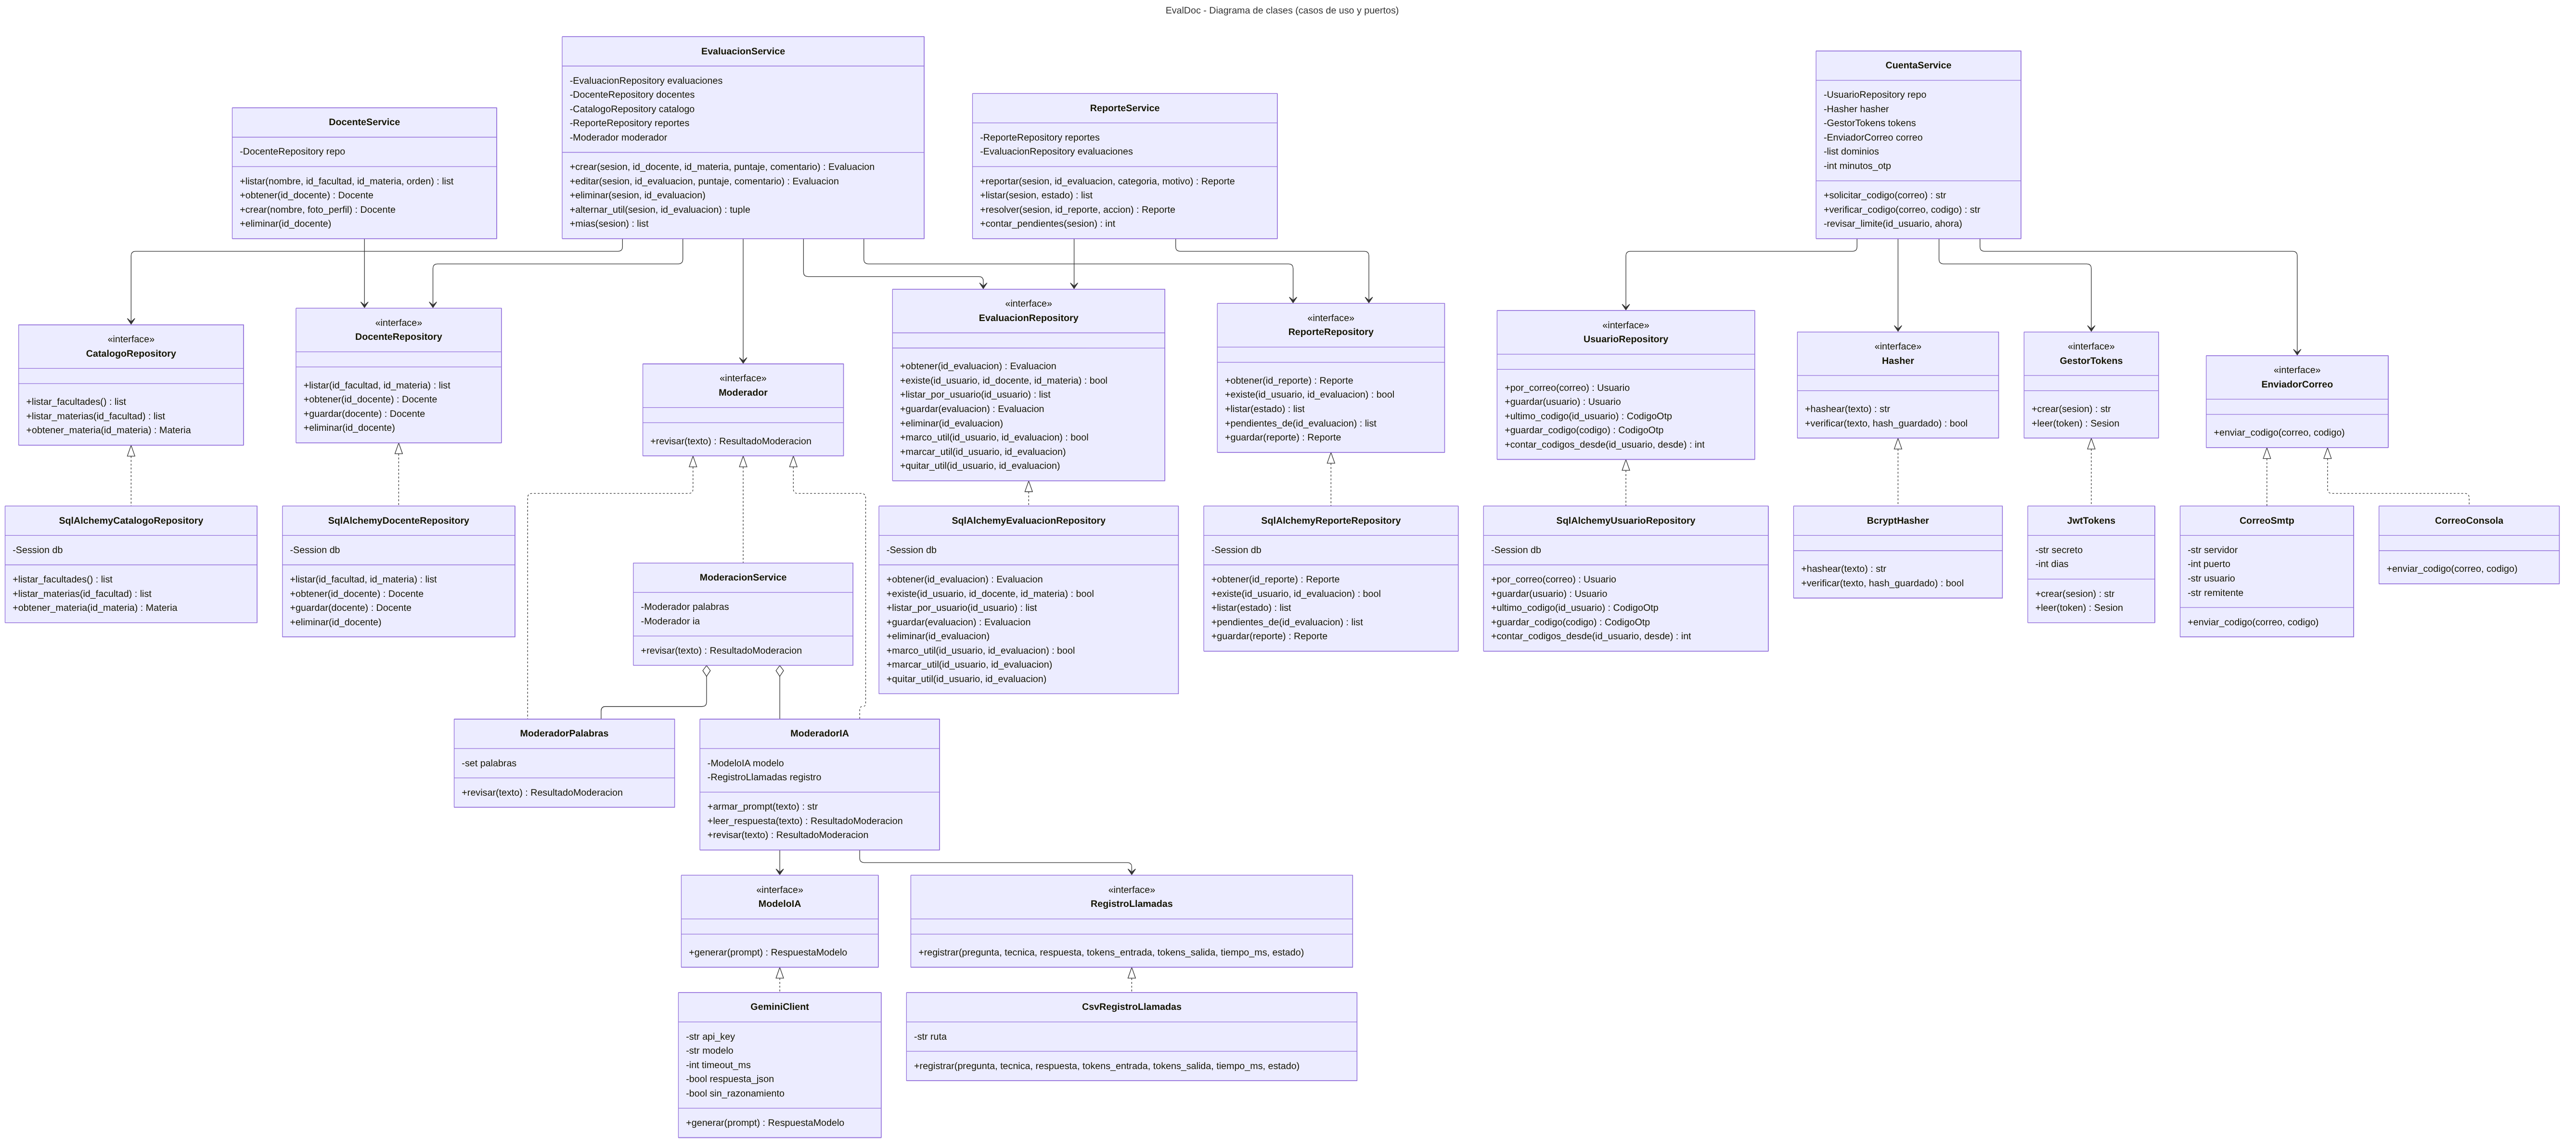 EvalDoc - Diagrama de clases (casos de uso y puertos)
DocenteService
-DocenteRepository repo
+listar(nombre, id_facultad, id_materia, orden) : list
+obtener(id_docente) : Docente
+crear(nombre, foto_perfil) : Docente
+eliminar(id_docente)
EvaluacionService
-EvaluacionRepository evaluaciones
-DocenteRepository docentes
-CatalogoRepository catalogo
-ReporteRepository reportes
-Moderador moderador
+crear(sesion, id_docente, id_materia, puntaje, comentario) : Evaluacion
+editar(sesion, id_evaluacion, puntaje, comentario) : Evaluacion
+eliminar(sesion, id_evaluacion)
+alternar_util(sesion, id_evaluacion) : tuple
+mias(sesion) : list
ReporteService
-ReporteRepository reportes
-EvaluacionRepository evaluaciones
+reportar(sesion, id_evaluacion, categoria, motivo) : Reporte
+listar(sesion, estado) : list
+resolver(sesion, id_reporte, accion) : Reporte
+contar_pendientes(sesion) : int
CuentaService
-UsuarioRepository repo
-Hasher hasher
-GestorTokens tokens
-EnviadorCorreo correo
-list dominios
-int minutos_otp
+solicitar_codigo(correo) : str
+verificar_codigo(correo, codigo) : str
-revisar_limite(id_usuario, ahora)
«interface»
CatalogoRepository
+listar_facultades() : list
+listar_materias(id_facultad) : list
+obtener_materia(id_materia) : Materia
«interface»
DocenteRepository
+listar(id_facultad, id_materia) : list
+obtener(id_docente) : Docente
+guardar(docente) : Docente
+eliminar(id_docente)
«interface»
Moderador
+revisar(texto) : ResultadoModeracion
«interface»
EvaluacionRepository
+obtener(id_evaluacion) : Evaluacion
+existe(id_usuario, id_docente, id_materia) : bool
+listar_por_usuario(id_usuario) : list
+guardar(evaluacion) : Evaluacion
+eliminar(id_evaluacion)
+marco_util(id_usuario, id_evaluacion) : bool
+marcar_util(id_usuario, id_evaluacion)
+quitar_util(id_usuario, id_evaluacion)
«interface»
ReporteRepository
+obtener(id_reporte) : Reporte
+existe(id_usuario, id_evaluacion) : bool
+listar(estado) : list
+pendientes_de(id_evaluacion) : list
+guardar(reporte) : Reporte
«interface»
UsuarioRepository
+por_correo(correo) : Usuario
+guardar(usuario) : Usuario
+ultimo_codigo(id_usuario) : CodigoOtp
+guardar_codigo(codigo) : CodigoOtp
+contar_codigos_desde(id_usuario, desde) : int
«interface»
Hasher
+hashear(texto) : str
+verificar(texto, hash_guardado) : bool
«interface»
GestorTokens
+crear(sesion) : str
+leer(token) : Sesion
«interface»
EnviadorCorreo
+enviar_codigo(correo, codigo)
SqlAlchemyCatalogoRepository
-Session db
+listar_facultades() : list
+listar_materias(id_facultad) : list
+obtener_materia(id_materia) : Materia
SqlAlchemyDocenteRepository
-Session db
+listar(id_facultad, id_materia) : list
+obtener(id_docente) : Docente
+guardar(docente) : Docente
+eliminar(id_docente)
ModeracionService
-Moderador palabras
-Moderador ia
+revisar(texto) : ResultadoModeracion
SqlAlchemyEvaluacionRepository
-Session db
+obtener(id_evaluacion) : Evaluacion
+existe(id_usuario, id_docente, id_materia) : bool
+listar_por_usuario(id_usuario) : list
+guardar(evaluacion) : Evaluacion
+eliminar(id_evaluacion)
+marco_util(id_usuario, id_evaluacion) : bool
+marcar_util(id_usuario, id_evaluacion)
+quitar_util(id_usuario, id_evaluacion)
SqlAlchemyReporteRepository
-Session db
+obtener(id_reporte) : Reporte
+existe(id_usuario, id_evaluacion) : bool
+listar(estado) : list
+pendientes_de(id_evaluacion) : list
+guardar(reporte) : Reporte
SqlAlchemyUsuarioRepository
-Session db
+por_correo(correo) : Usuario
+guardar(usuario) : Usuario
+ultimo_codigo(id_usuario) : CodigoOtp
+guardar_codigo(codigo) : CodigoOtp
+contar_codigos_desde(id_usuario, desde) : int
BcryptHasher
+hashear(texto) : str
+verificar(texto, hash_guardado) : bool
JwtTokens
-str secreto
-int dias
+crear(sesion) : str
+leer(token) : Sesion
CorreoSmtp
-str servidor
-int puerto
-str usuario
-str remitente
+enviar_codigo(correo, codigo)
CorreoConsola
+enviar_codigo(correo, codigo)
ModeradorPalabras
-set palabras
+revisar(texto) : ResultadoModeracion
ModeradorIA
-ModeloIA modelo
-RegistroLlamadas registro
+armar_prompt(texto) : str
+leer_respuesta(texto) : ResultadoModeracion
+revisar(texto) : ResultadoModeracion
«interface»
ModeloIA
+generar(prompt) : RespuestaModelo
«interface»
RegistroLlamadas
+registrar(pregunta, tecnica, respuesta, tokens_entrada, tokens_salida, tiempo_ms, estado)
GeminiClient
-str api_key
-str modelo
-int timeout_ms
-bool respuesta_json
-bool sin_razonamiento
+generar(prompt) : RespuestaModelo
CsvRegistroLlamadas
-str ruta
+registrar(pregunta, tecnica, respuesta, tokens_entrada, tokens_salida, tiempo_ms, estado)